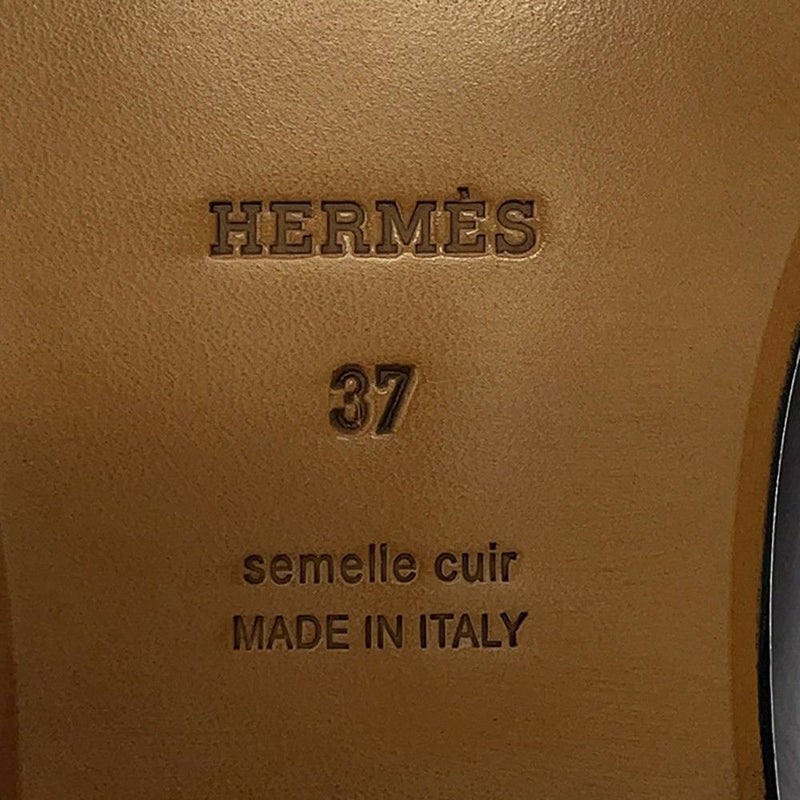 HERMÈS
37
semelle cuir
MADE IN ITALY